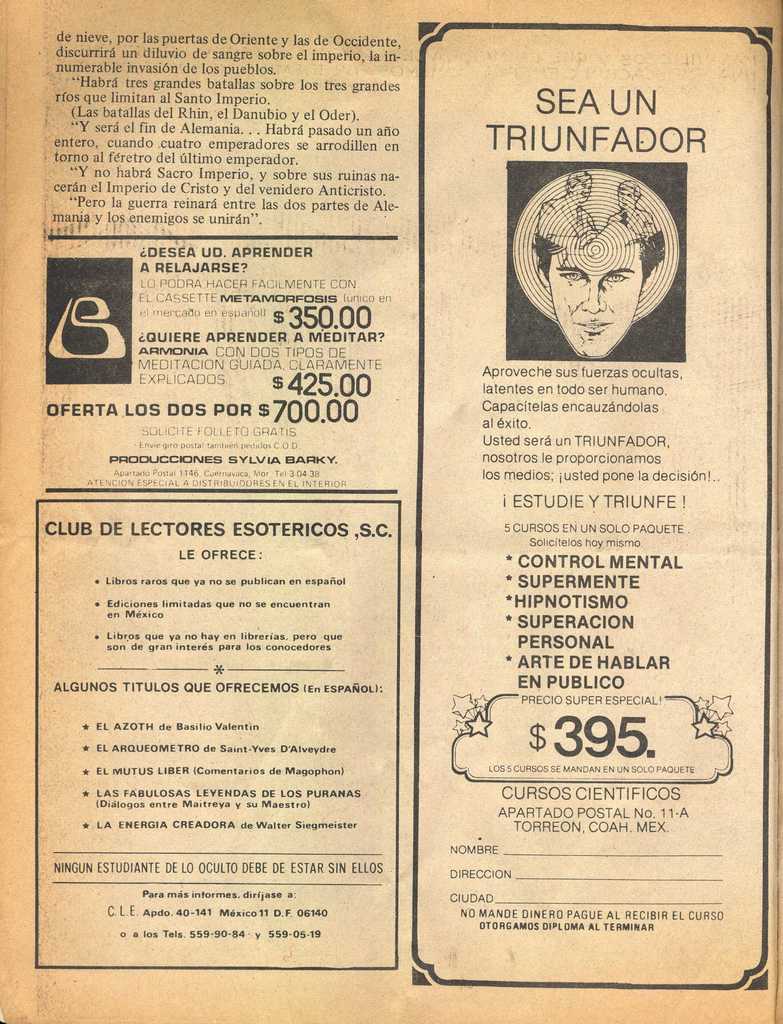 de nieve, por las puertas de Oriente y las de Occidente,
discurrirá un diluvio de sangre sobre el imperio, la in-
numerable invasión de los pueblos.
"Habrá tres grandes batallas sobre los tres grandes
ríos que limitan al Santo Imperio.
(Las batallas del Rhin, el Danubio y el Oder).
"Y será el fin de Alemania. . . Habrá pasado un año
entero, cuando cuatro emperadores se arrodillen en
torno al féretro del último emperador.
"Y no habrá Sacro Imperio, y sobre sus ruinas na-
cerán el Imperio de Cristo y del venidero Anticristo.
"Pero la guerra reinará entre las dos partes de Ale-
mania y los enemigos se unirán".
¿DESEA UD. APRENDER
A RELAJARSE?
LO PODRA HACER FACILMENTE CON
EL CASSETTE METAMORFOSIS (unico en
el mercado en español) $350.00
¿QUIERE APRENDER A MEDITAR?
ARMONIA CON DOS TIPOS DE
MEDITACION GUIADA, CLARAMENTE
EXPLICADOS. $425.00
OFERTA LOS DOS POR $700.00
SOLICITE FOLLETO GRATIS
Envie giro postal tambien pedidos C.O.D.
PRODUCCIONES SYLVIA BARKY.
Apartado Postal 1146, Cuernavaca, Mor. Tel 3 04 38
ATENCION ESPECIAL A DISTRIBUIDORES EN EL INTERIOR
CLUB DE LECTORES ESOTERICOS ,S.C.
LE OFRECE:
• Libros raros que ya no se publican en español
• Ediciones limitadas que no se encuentran
en México
• Libros que ya no hay en librerías, pero que
son de gran interés para los conocedores
*
ALGUNOS TITULOS QUE OFRECEMOS (En ESPAÑOL):
★ EL AZOTH de Basilio Valentin
★ EL ARQUEOMETRO de Saint-Yves D'Alveydre
★ EL MUTUS LIBER (Comentarios de Magophon)
★ LAS FABULOSAS LEYENDAS DE LOS PURANAS
(Diálogos entre Maitreya y su Maestro)
★ LA ENERGIA CREADORA de Walter Siegmeister
NINGUN ESTUDIANTE DE LO OCULTO DEBE DE ESTAR SIN ELLOS
Para más informes, diríjase a:
C.L.E. Apdo. 40-141 México 11 D.F. 06140
o a los Tels. 559-90-84 y 559-05-19
SEA UN
TRIUNFADOR
Aproveche sus fuerzas ocultas,
latentes en todo ser humano.
Capacítelas encauzándolas
al éxito.
Usted será un TRIUNFADOR,
nosotros le proporcionamos
los medios; ¡usted pone la decisión!..
¡ ESTUDIE Y TRIUNFE !
5 CURSOS EN UN SOLO PAQUETE.
Solicítelos hoy mismo.
* CONTROL MENTAL
* SUPERMENTE
*HIPNOTISMO
* SUPERACION
PERSONAL
* ARTE DE HABLAR
EN PUBLICO
PRECIO SUPER ESPECIAL!
$395.
LOS 5 CURSOS SE MANDAN EN UN SOLO PAQUETE
CURSOS CIENTIFICOS
APARTADO POSTAL No. 11-A
TORREON, COAH. MEX.
NOMBRE
DIRECCION
CIUDAD
NO MANDE DINERO PAGUE AL RECIBIR EL CURSO
OTORGAMOS DIPLOMA AL TERMINAR